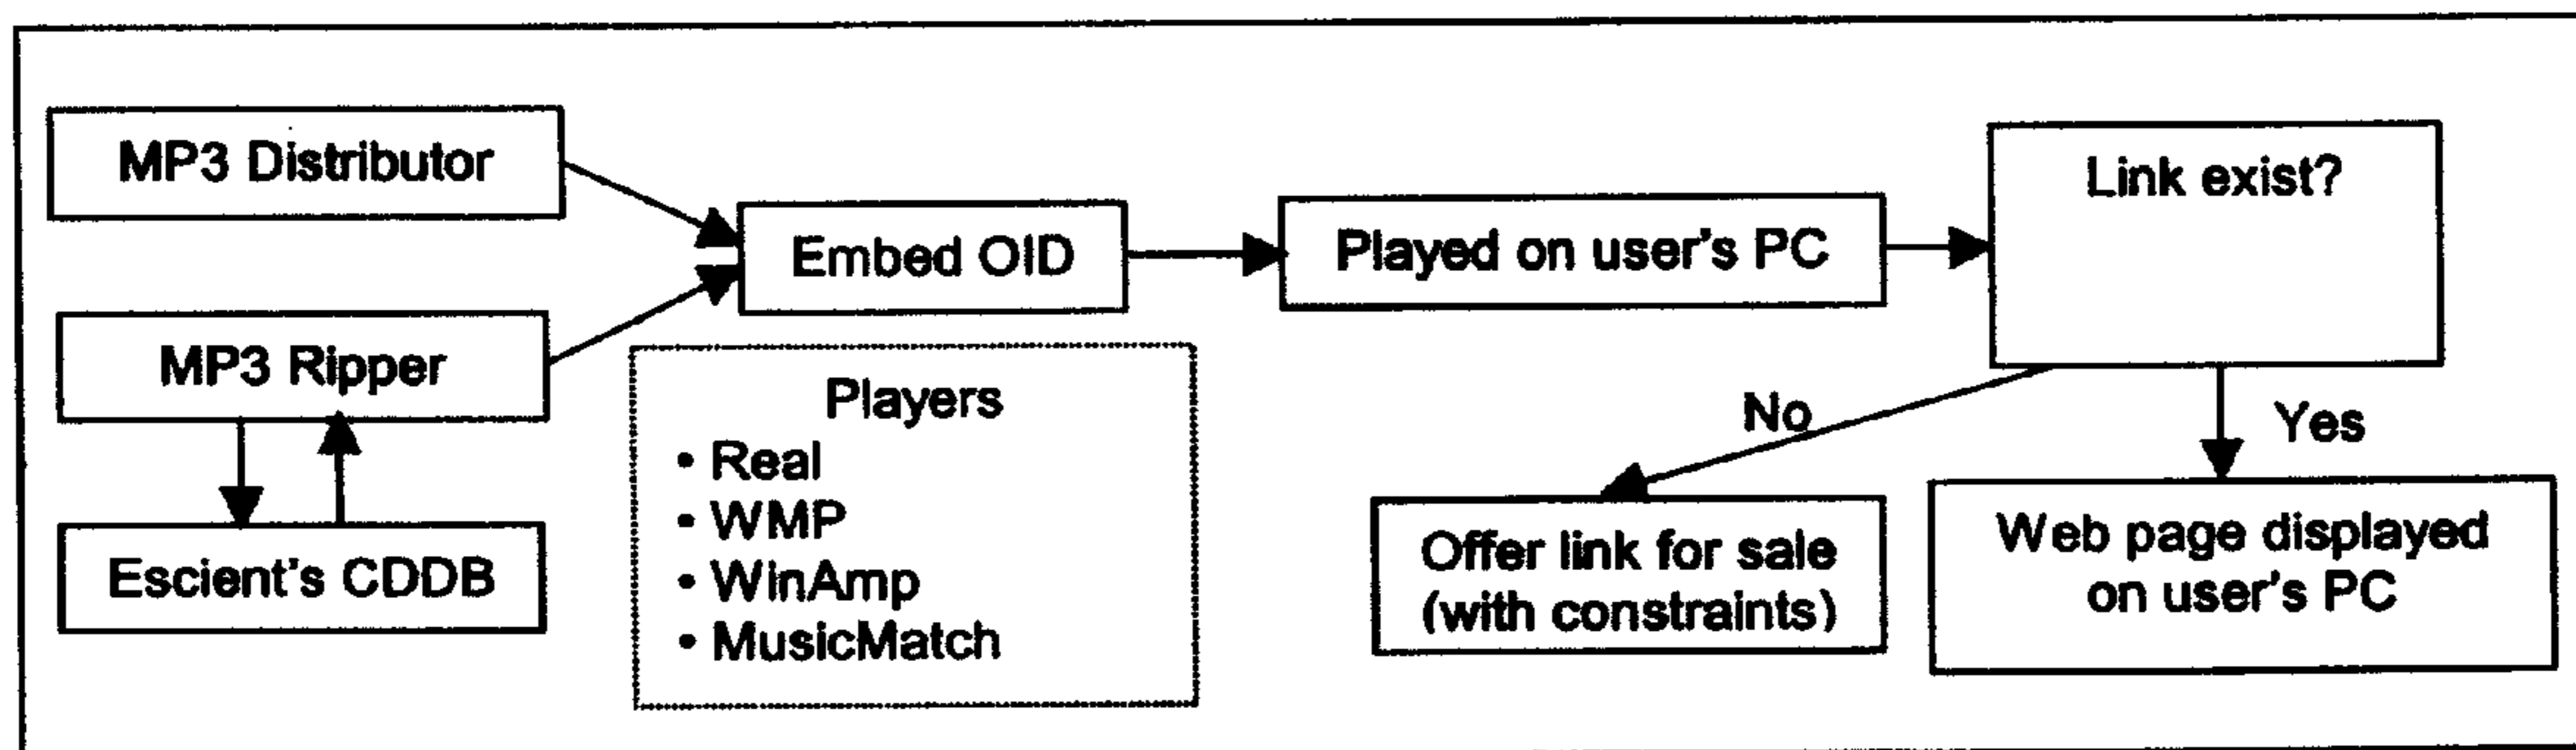 MP3 Distributor
MP3 Ripper
Escient's CDDB
Embed OID
Players
• Real
• WMP
• WinAmp
• MusicMatch
Played on user's PC
Link exist?
No
Yes
Offer link for sale
(with constraints)
Web page displayed
on user's PC